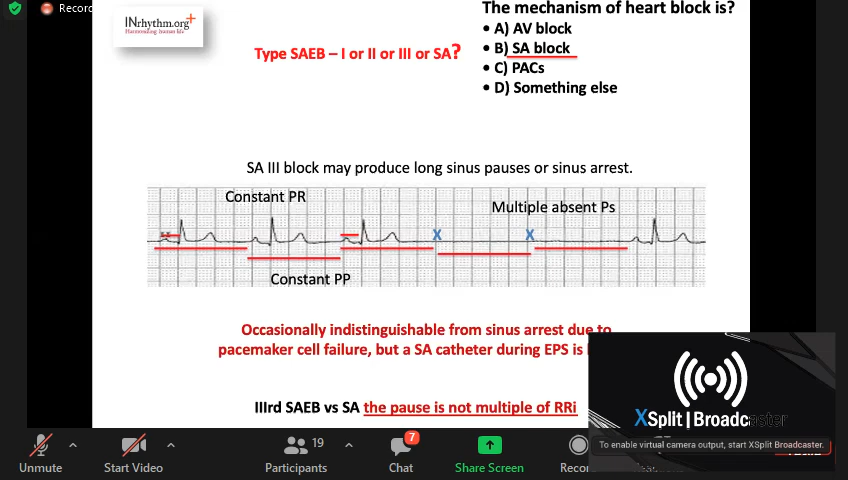 Recor
INrhythm.org
Harmonizing human life
Type SAEB – I or II or III or SA?
The mechanism of heart block is?
• A) AV block
• B) SA block
• C) PACs
• D) Something else
SA III block may produce long sinus pauses or sinus arrest.
Constant PR
Multiple absent Ps
X X
Constant PP
Occasionally indistinguishable from sinus arrest due to
pacemaker cell failure, but a SA catheter during EPS is
IIIrd SAEB vs SA the pause is not multiple of RRi
XSplit | Broadcaster
To enable virtual camera output, start XSplit Broadcaster.
Unmute
Start Video
19
Participants
7
Chat
Share Screen
Recor